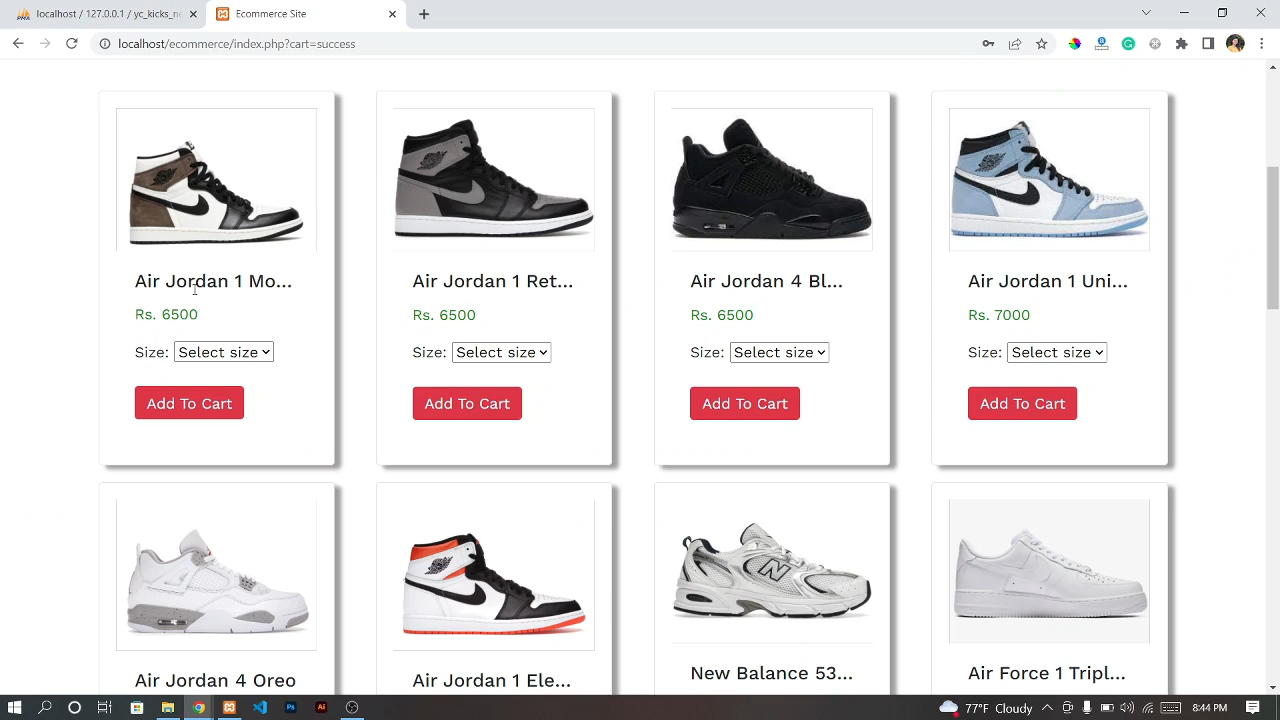 localhost / 127.0.0.1 / yc_kicks_ne
Ecommerce Site
localhost/ecommerce/index.php?cart=success
Air Jordan 1 Mo...
Rs. 6500
Size: Select size
Add To Cart
Air Jordan 1 Ret...
Rs. 6500
Size: Select size
Add To Cart
Air Jordan 4 Bl...
Rs. 6500
Size: Select size
Add To Cart
Air Jordan 1 Uni...
Rs. 7000
Size: Select size
Add To Cart
Air Jordan 4 Oreo
Air Jordan 1 Ele...
New Balance 53...
Air Force 1 Tripl...
77°F Cloudy
8:44 PM